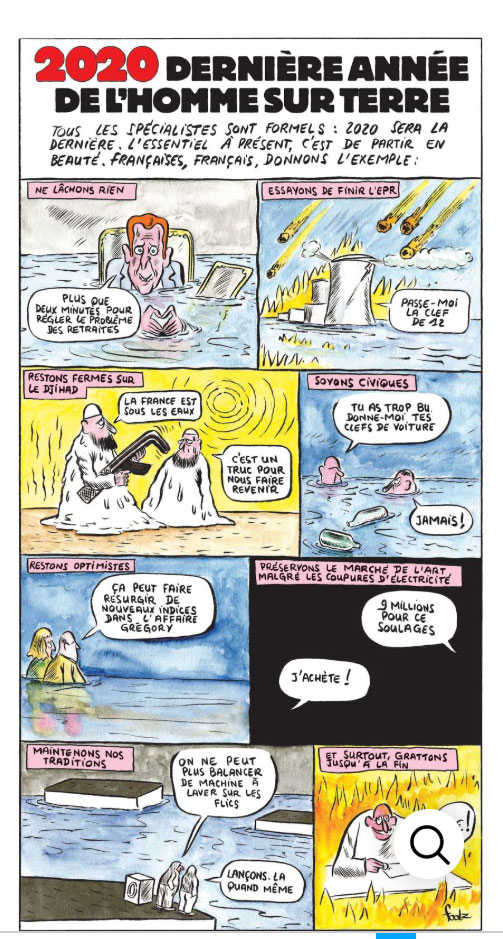 2020 DERNIÈRE ANNÉE
DE L'HOMME SUR TERRE
TOUS LES SPÉCIALISTES SONT FORMELS : 2020 SERA LA
DERNIÈRE. L'ESSENTIEL À PRÉSENT, C'EST DE PARTIR EN
BEAUTÉ. FRANÇAISES, FRANÇAIS, DONNONS L'EXEMPLE :
NE LÂCHONS RIEN
PLUS QUE
DEUX MINUTES POUR
RÉGLER LE PROBLÈME
DES RETRAITES
ESSAYONS DE FINIR L'EPR
PASSE-MOI
LA CLEF
DE 12
RESTONS FERMES SUR
LE DJIHAD
LA FRANCE EST
SOUS LES EAUX
C'EST UN
TRUC POUR
NOUS FAIRE
REVENIR
SOYONS CIVIQUES
TU AS TROP BU.
DONNE-MOI TES
CLEFS DE VOITURE
JAMAIS !
RESTONS OPTIMISTES
ÇA PEUT FAIRE
RESURGIR DE
NOUVEAUX INDICES
DANS L'AFFAIRE
GRÉGORY
PRÉSERVONS LE MARCHÉ DE L'ART
MALGRÉ LES COUPURES D'ÉLECTRICITÉ
9 MILLIONS
POUR CE
SOULAGES
J'ACHÈTE !
MAINTENONS NOS
TRADITIONS
ON NE PEUT
PLUS BALANCER
DE MACHINE À
LAVER SUR LES
FLICS
LANÇONS-LA
QUAND MÊME
ET SURTOUT, GRATTONS
JUSQU'À LA FIN
foolz